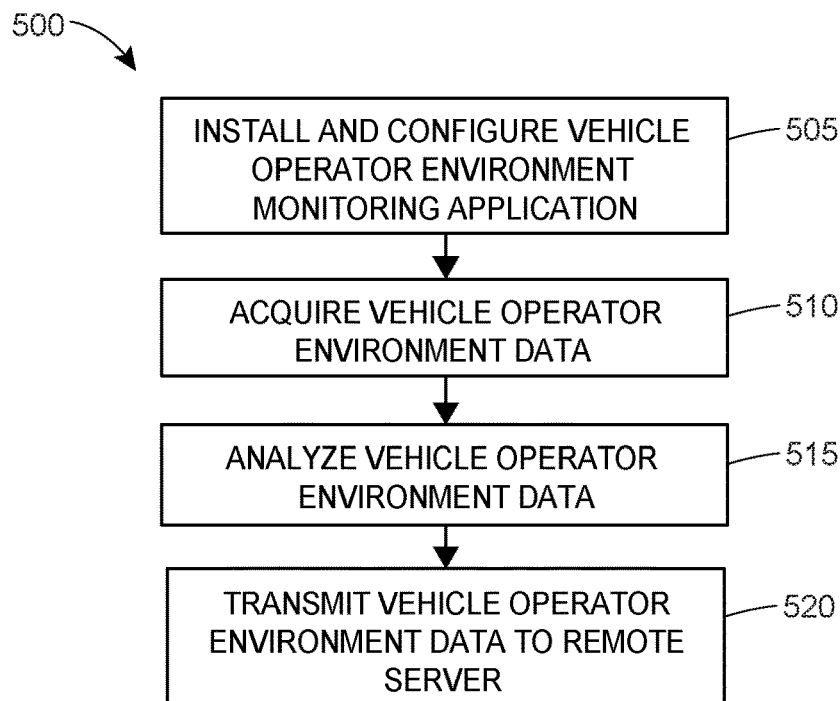 500
INSTALL AND CONFIGURE VEHICLE
OPERATOR ENVIRONMENT
MONITORING APPLICATION
505
ACQUIRE VEHICLE OPERATOR
ENVIRONMENT DATA
510
ANALYZE VEHICLE OPERATOR
ENVIRONMENT DATA
515
TRANSMIT VEHICLE OPERATOR
ENVIRONMENT DATA TO REMOTE
SERVER
520